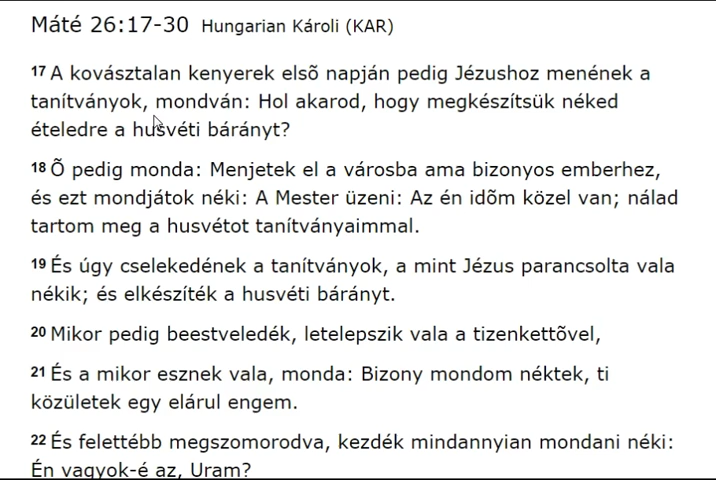 Máté 26:17-30 Hungarian Károli (KAR)
17 A kovásztalan kenyerek elsõ napján pedig Jézushoz menének a
tanítványok, mondván: Hol akarod, hogy megkészítsük néked
ételedre a husvéti bárányt?
18 Õ pedig monda: Menjetek el a városba ama bizonyos emberhez,
és ezt mondjátok néki: A Mester üzeni: Az én idõm közel van; nálad
tartom meg a husvétot tanítványaimmal.
19 És úgy cselekedének a tanítványok, a mint Jézus parancsolta vala
nékik; és elkészíték a husvéti bárányt.
20 Mikor pedig beestveledék, letelepszik vala a tizenkettõvel,
21 És a mikor esznek vala, monda: Bizony mondom néktek, ti
közületek egy elárul engem.
22 És felettébb megszomorodva, kezdék mindannyian mondani néki:
Én vagyok-é az, Uram?